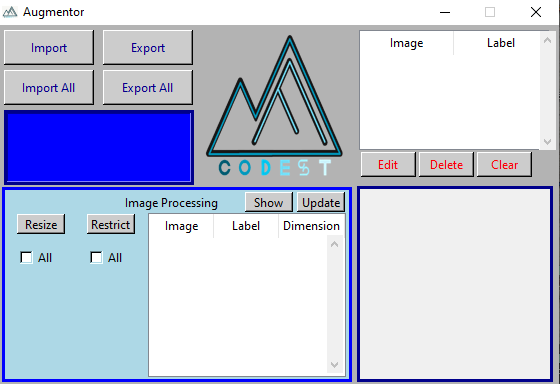 Augmentor
Import
Export
Import All
Export All
CODEST
Image Label
Edit Delete Clear
Image Processing Show Update
Resize Restrict
Image Label Dimension
All All